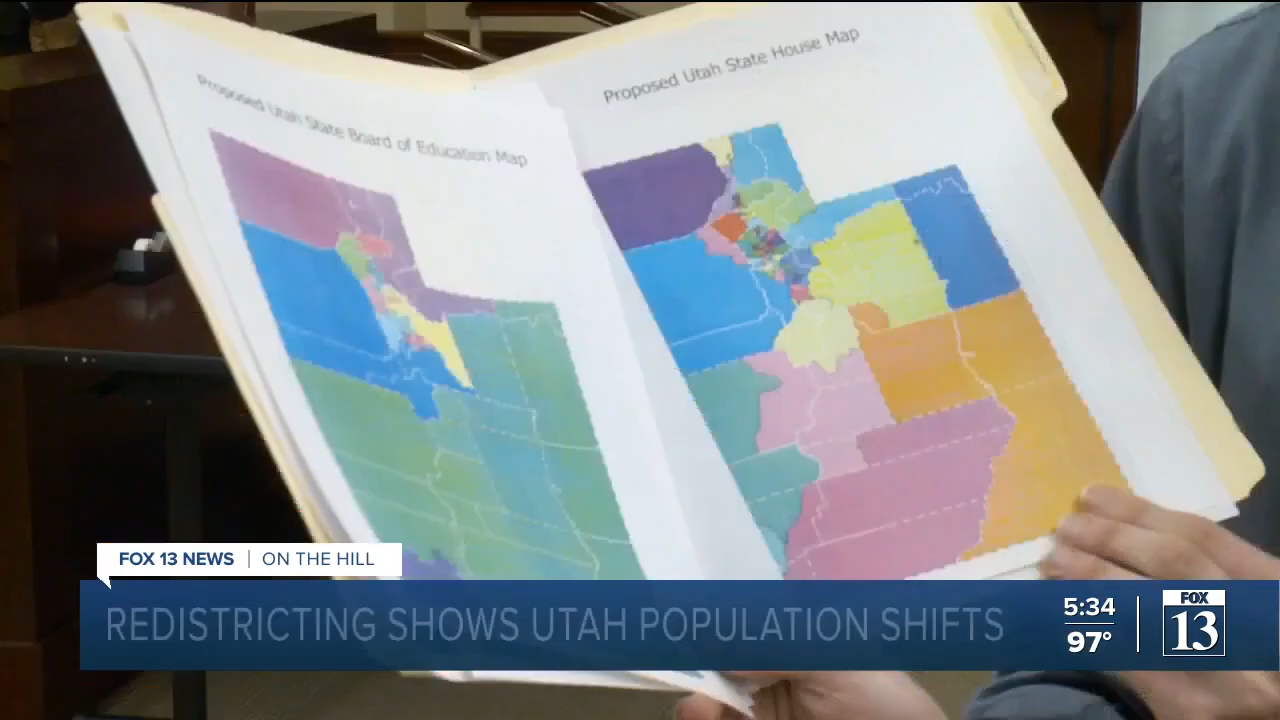 Proposed Utah State Board of Education Map
Proposed Utah State House Map
FOX 13 NEWS | ON THE HILL
REDISTRICTING SHOWS UTAH POPULATION SHIFTS
5:34
97°
FOX
13